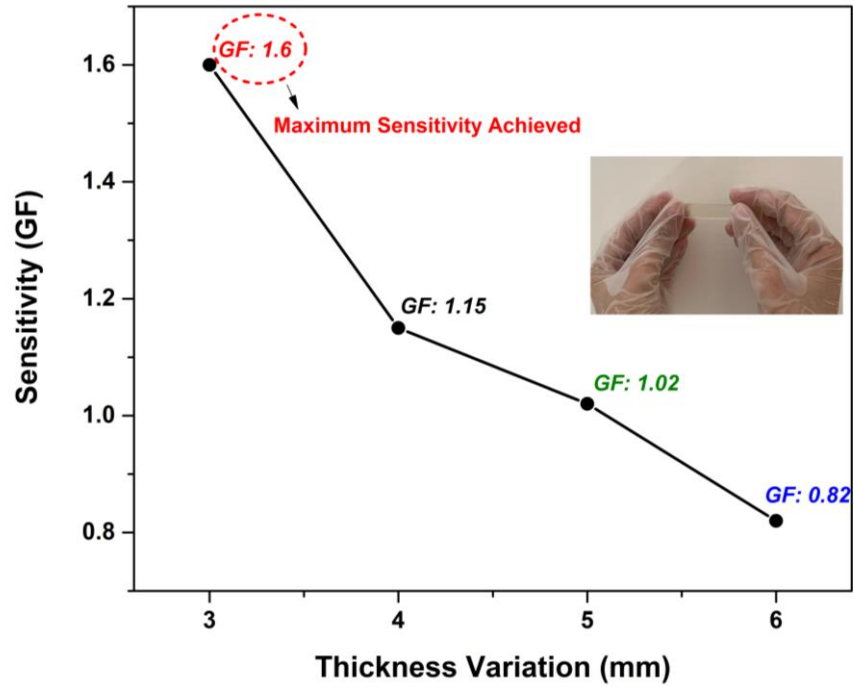 GF: 1.6
Maximum Sensitivity Achieved
GF: 1.15
GF: 1.02
GF: 0.82
1.6
1.4
1.2
1.0
0.8
Sensitivity (GF)
3
4
5
6
Thickness Variation (mm)